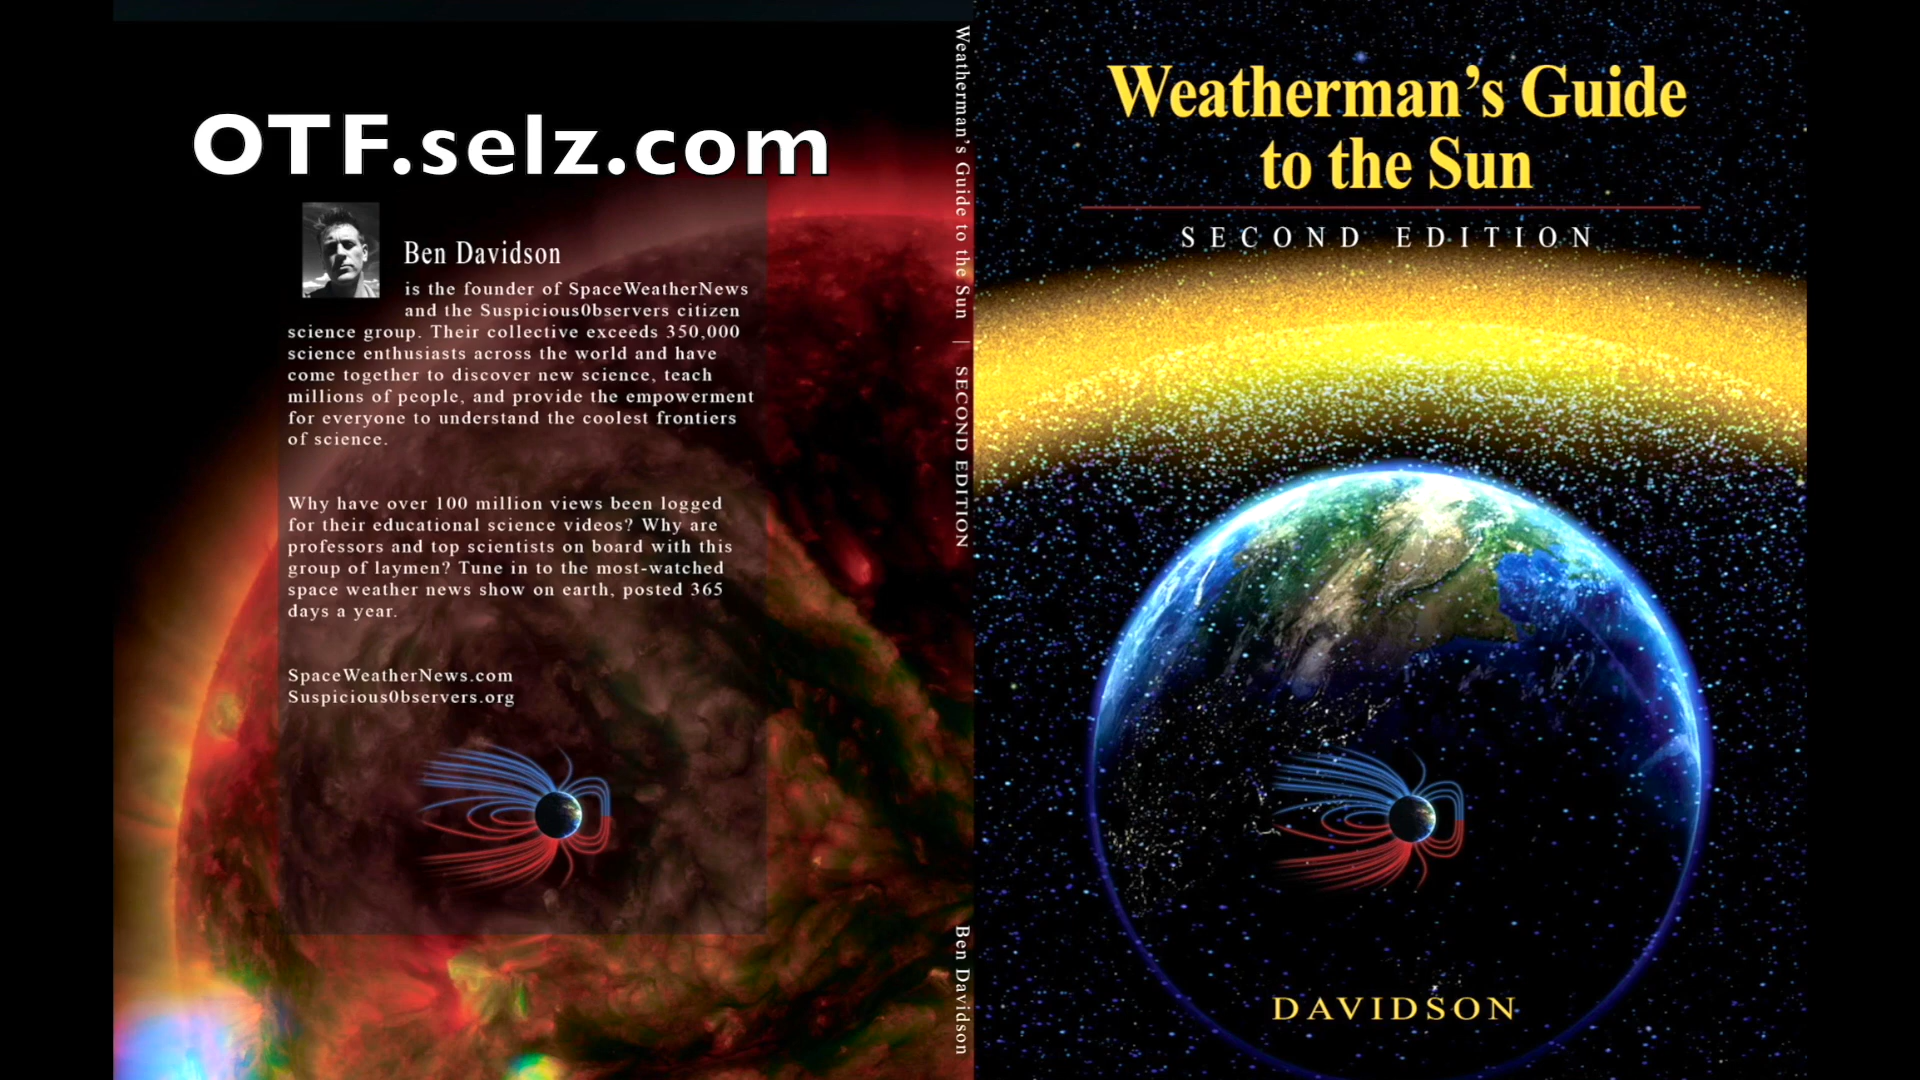 OTF.selz.com
Ben Davidson
is the founder of SpaceWeatherNews
and the Suspicious0bservers citizen
science group. Their collective exceeds 350,000
science enthusiasts across the world and have
come together to discover new science, teach
millions of people, and provide the empowerment
for everyone to understand the coolest frontiers
of science.
Why have over 100 million views been logged
for their educational science videos? Why are
professors and top scientists on board with this
group of laymen? Tune in to the most-watched
space weather news show on earth, posted 365
days a year.
SpaceWeatherNews.com
Suspicious0bservers.org
Weatherman's Guide to the Sun | SECOND EDITION Ben Davidson
Weatherman's Guide
to the Sun
SECOND EDITION
DAVIDSON